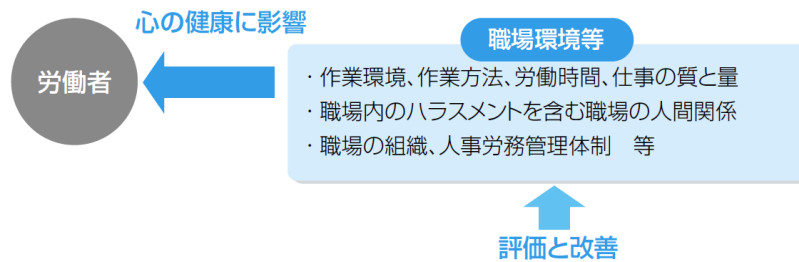 心の健康に影響
職場環境等
労働者
・作業環境、作業方法、労働時間、仕事の質と量
・職場内のハラスメントを含む職場の人間関係
・職場の組織、人事労務管理体制　等
評価と改善